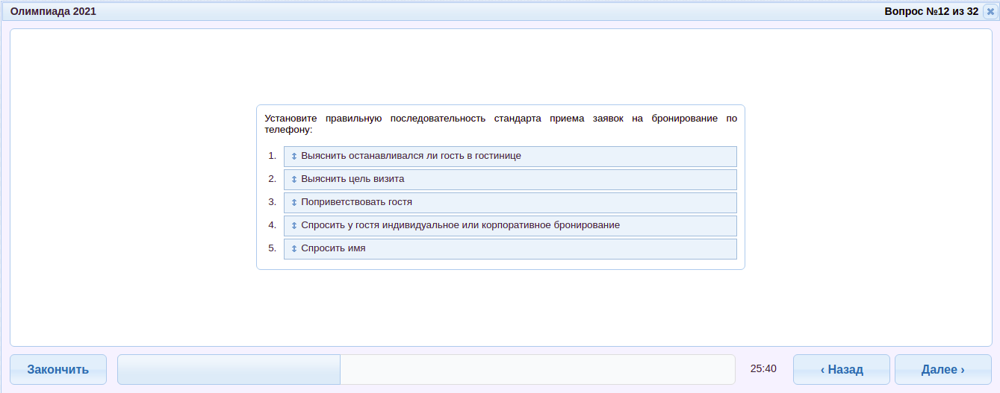 Олимпиада 2021
Вопрос №12 из 32
Установите правильную последовательность стандарта приема заявок на бронирование по
телефону:
1. Выяснить останавливался ли гость в гостинице
2. Выяснить цель визита
3. Поприветствовать гостя
4. Спросить у гостя индивидуальное или корпоративное бронирование
5. Спросить имя
Закончить
25:40
‹ Назад
Далее ›